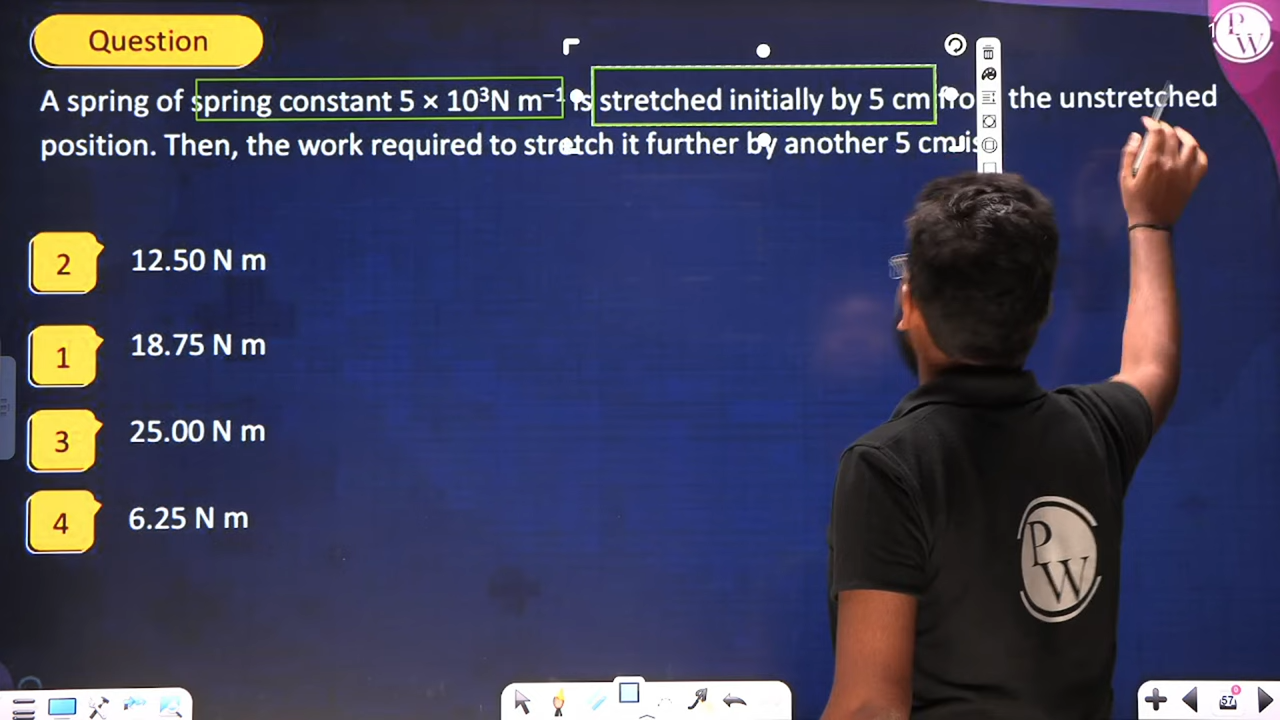 Question
A spring of spring constant 5 × 10³N m⁻¹ is stretched initially by 5 cm from the unstretched
position. Then, the work required to stretch it further by another 5 cm is
2 12.50 N m
1 18.75 N m
3 25.00 N m
4 6.25 N m
P
W
P
W
57